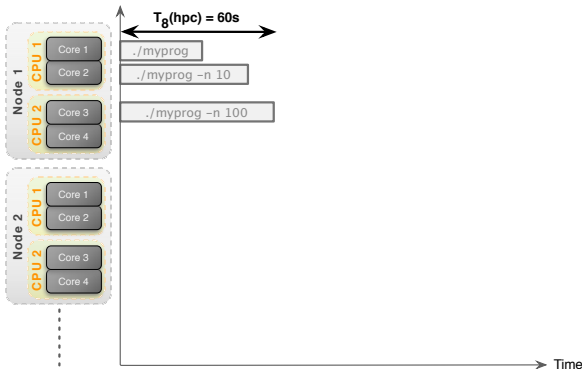 T8(hpc) = 60s
Node 1
CPU 1
Core 1
Core 2
CPU 2
Core 3
Core 4
./myprog
./myprog –n 10
./myprog –n 100
Node 2
CPU 1
Core 1
Core 2
CPU 2
Core 3
Core 4
Time